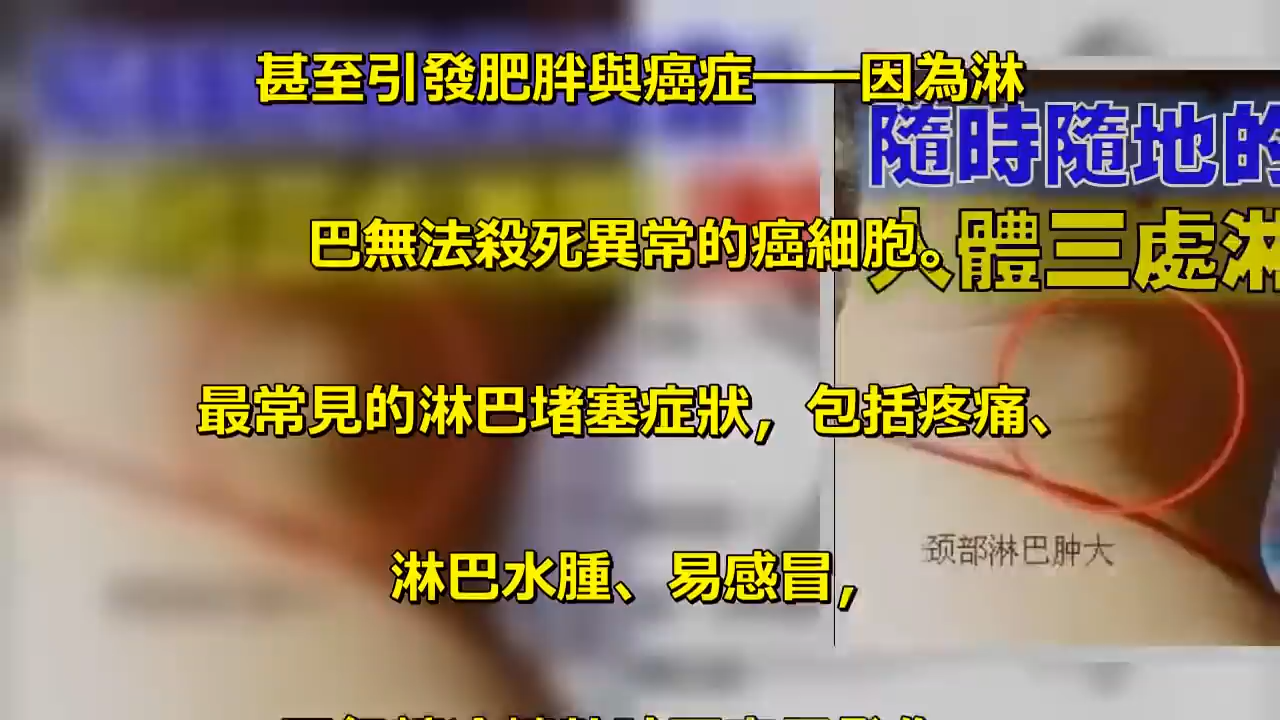 甚至引發肥胖與癌症——因為淋
巴無法殺死異常的癌細胞。
最常見的淋巴堵塞症狀，包括疼痛、
淋巴水腫、易感冒，
隨時隨地的
人體三處淋
颈部淋巴肿大